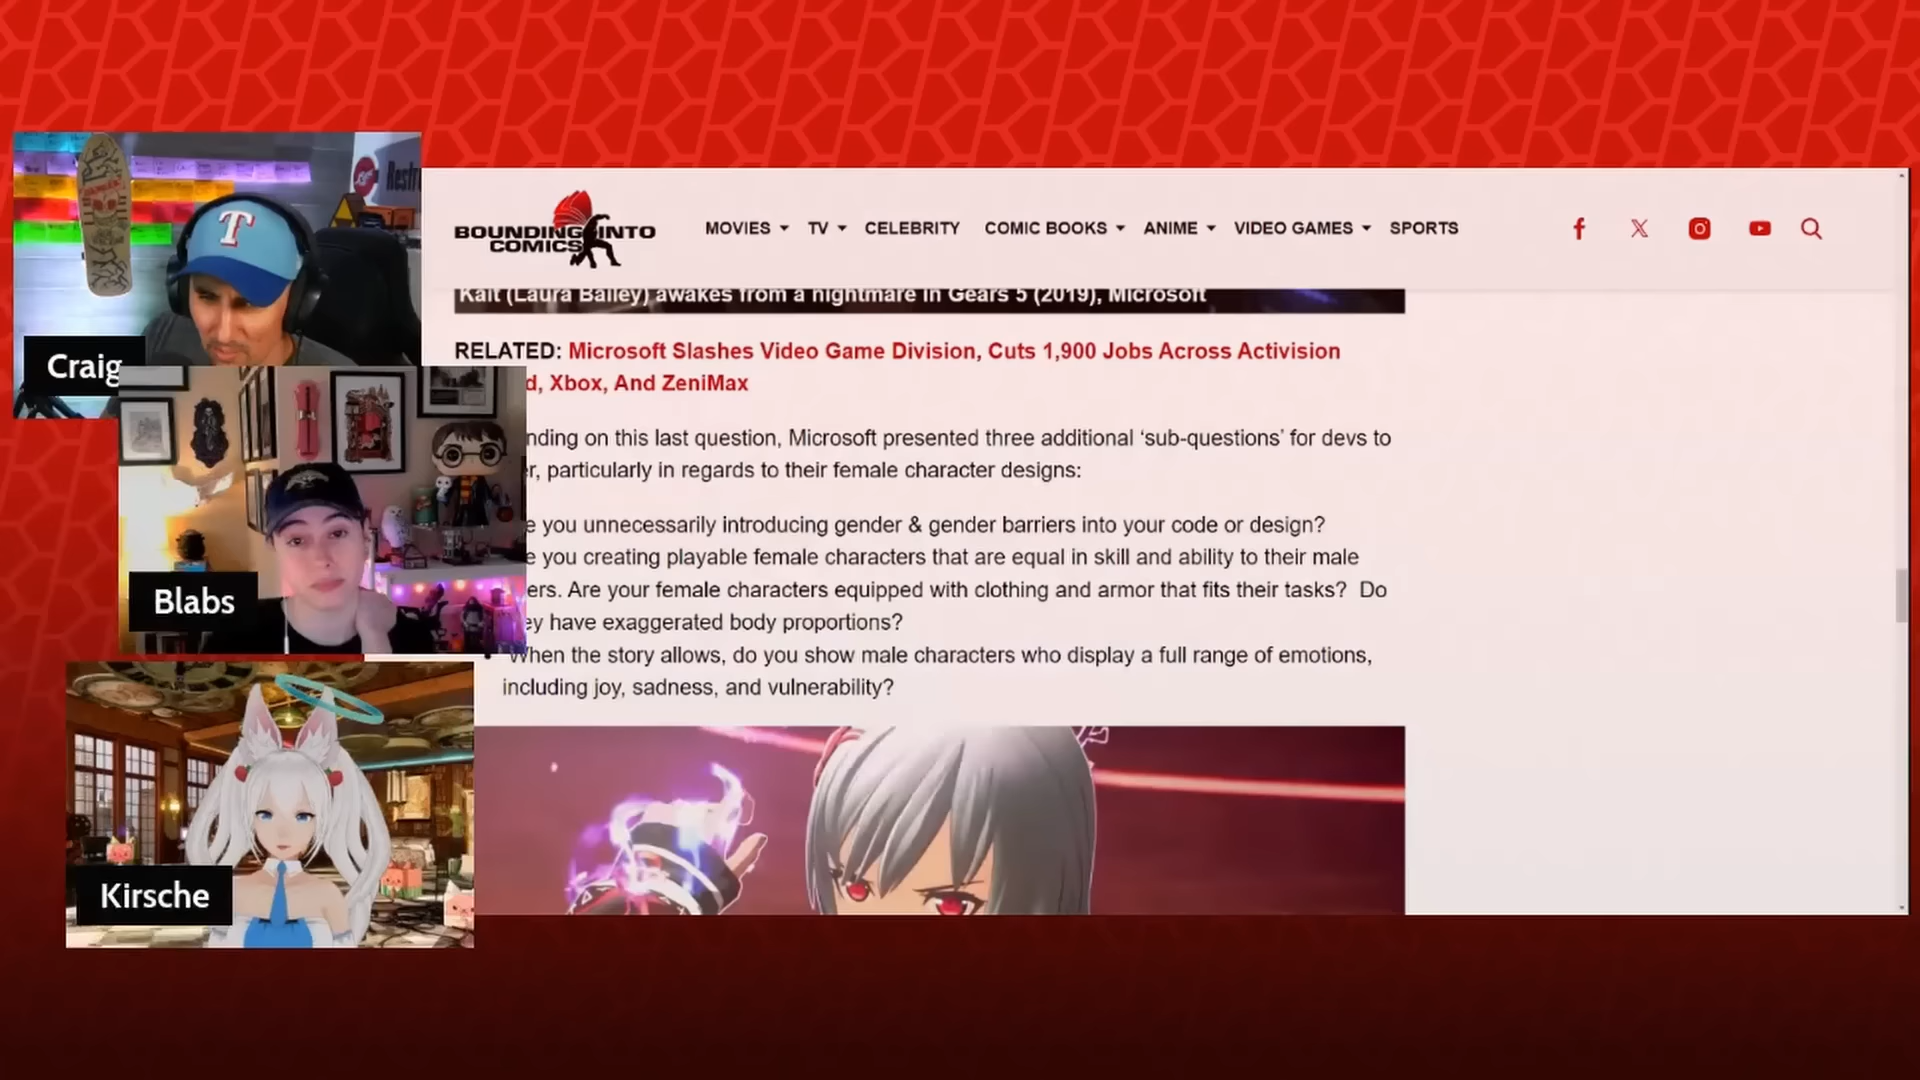 Restr
Craig
Blabs
Kirsche
BOUNDING INTO
COMICS
MOVIES
TV
CELEBRITY
COMIC BOOKS
ANIME
VIDEO GAMES
SPORTS
Kait (Laura Bailey) awakes from a nightmare in Gears 5 (2019), Microsoft
RELATED: Microsoft Slashes Video Game Division, Cuts 1,900 Jobs Across Activision
d, Xbox, And ZeniMax
nding on this last question, Microsoft presented three additional ‘sub-questions’ for devs to
r, particularly in regards to their female character designs:
e you unnecessarily introducing gender & gender barriers into your code or design?
e you creating playable female characters that are equal in skill and ability to their male
ers. Are your female characters equipped with clothing and armor that fits their tasks? Do
ey have exaggerated body proportions?
When the story allows, do you show male characters who display a full range of emotions,
including joy, sadness, and vulnerability?